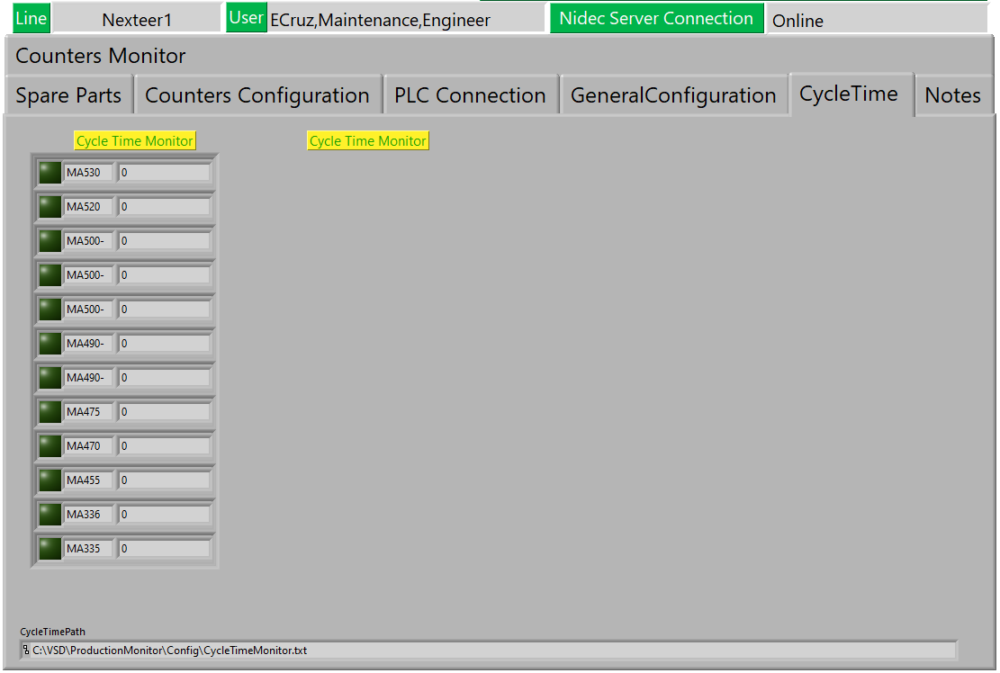 Line Nexteer1 User ECruz,Maintenance,Engineer Nidec Server Connection Online
Counters Monitor
Spare Parts Counters Configuration PLC Connection GeneralConfiguration CycleTime Notes
Cycle Time Monitor Cycle Time Monitor
MA530 0
MA520 0
MA500- 0
MA500- 0
MA500- 0
MA490- 0
MA490- 0
MA475 0
MA470 0
MA455 0
MA336 0
MA335 0
CycleTimePath
C:\VSD\ProductionMonitor\Config\CycleTimeMonitor.txt